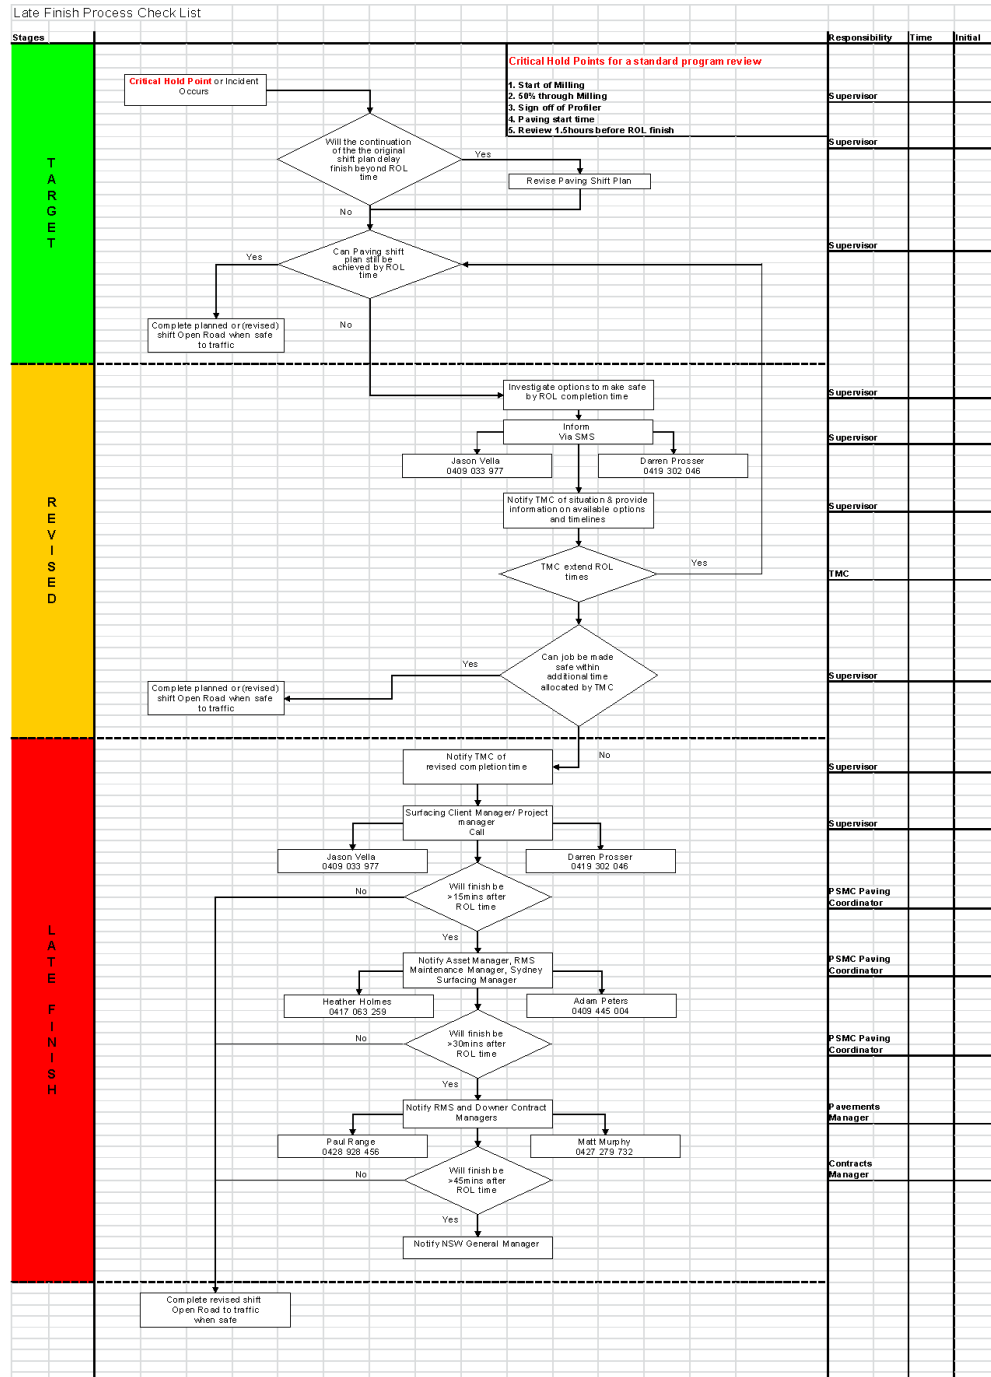 Late Finish Process Check List
Stages
Responsibility
Time
Initial
Critical Hold Points for a standard program review
1. Start of Milling
2. 50% through Milling
3. Sign off of Profiler
4. Paving start time
5. Review 1.5hours before ROL finish
TARGET
Critical Hold Point or Incident
Occurs
Supervisor
Will the continuation
of the the original
shift plan delay
finish beyond ROL
time
Supervisor
Yes
Revise Paving Shift Plan
No
Can Paving shift
plan still be
achieved by ROL
time
Supervisor
Yes
No
Complete planned or (revised)
shift Open Road when safe
to traffic
REVISED
Investigate options to make safe
by ROL completion time
Supervisor
Inform
Via SMS
Supervisor
Jason Vella
0409 033 977
Darren Prosser
0419 302 046
Notify TMC of situation & provide
information on available options
and timelines
Supervisor
TMC extend ROL
times
Yes
TMC
Can job be made
safe within
additional time
allocated by TMC
Yes
Supervisor
Complete planned or (revised)
shift Open Road when safe
to traffic
No
LATE FINISH
Notify TMC of
revised completion time
Supervisor
Surfacing Client Manager/ Project
manager
Call
Supervisor
Jason Vella
0409 033 977
Darren Prosser
0419 302 046
Will finish be
>15mins after
ROL time
No
PSMC Paving
Coordinator
Yes
Notify Asset Manager, RMS
Maintenance Manager, Sydney
Surfacing Manager
PSMC Paving
Coordinator
Heather Holmes
0417 063 259
Adam Peters
0409 445 004
Will finish be
>30mins after
ROL time
No
PSMC Paving
Coordinator
Yes
Notify RMS and Downer Contract
Managers
Pavements
Manager
Paul Range
0428 928 456
Matt Murphy
0427 279 732
Will finish be
>45mins after
ROL time
No
Contracts
Manager
Yes
Notify NSW General Manager
Complete revised shift
Open Road to traffic
when safe